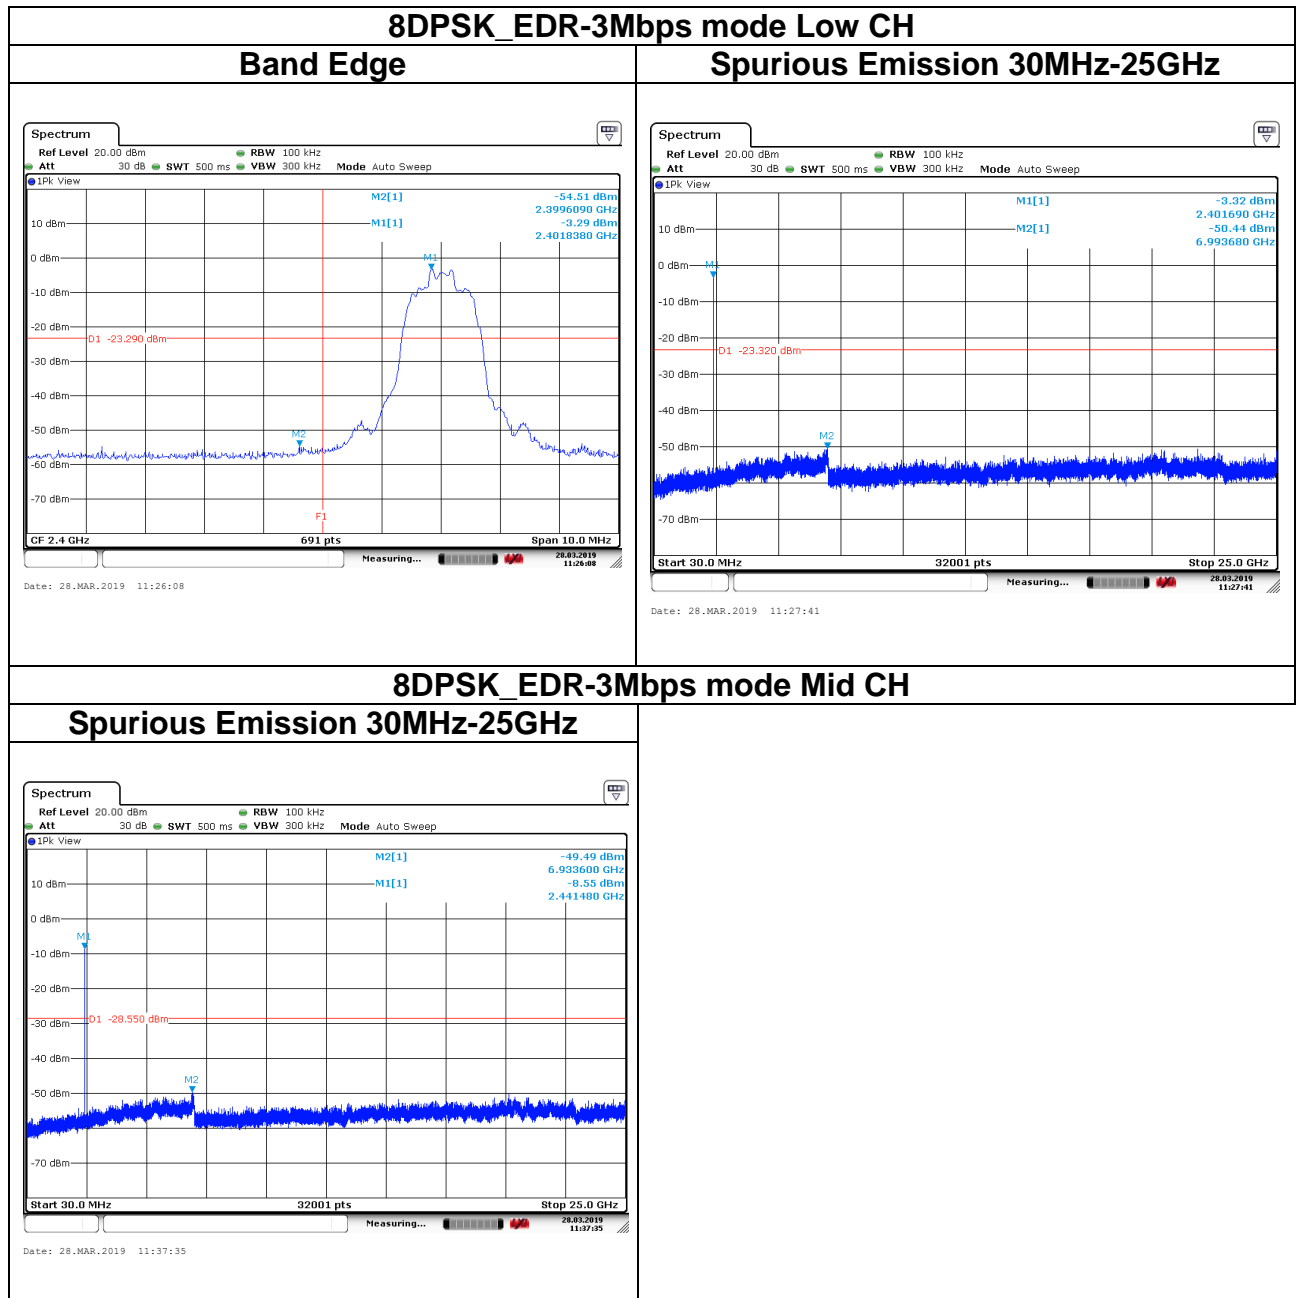 8DPSK_EDR-3Mbps mode Low CH
Band Edge
Spectrum
Ref Level 20.00 dBm RBW 100 kHz
Att 30 dB SWT 500 ms VBW 300 kHz Mode Auto Sweep
1Pk View
M2[1] -54.51 dBm
2.3996090 GHz
10 dBm M1[1] -3.29 dBm
2.4018380 GHz
0 dBm M1
-10 dBm
-20 dBm
D1 -23.290 dBm
-30 dBm
-40 dBm
-50 dBm
M2
-60 dBm
-70 dBm
F1
CF 2.4 GHz 691 pts Span 10.0 MHz
Measuring... 28.03.2019
11:26:08
Date: 28.MAR.2019 11:26:08
Spurious Emission 30MHz-25GHz
Spectrum
Ref Level 20.00 dBm RBW 100 kHz
Att 30 dB SWT 500 ms VBW 300 kHz Mode Auto Sweep
1Pk View
M1[1] -3.32 dBm
2.401690 GHz
10 dBm M2[1] -50.44 dBm
6.993680 GHz
0 dBm M1
-10 dBm
-20 dBm
D1 -23.320 dBm
-30 dBm
-40 dBm
M2
-50 dBm
-70 dBm
Start 30.0 MHz 32001 pts Stop 25.0 GHz
Measuring... 28.03.2019
11:27:41
Date: 28.MAR.2019 11:27:41
8DPSK_EDR-3Mbps mode Mid CH
Spurious Emission 30MHz-25GHz
Spectrum
Ref Level 20.00 dBm RBW 100 kHz
Att 30 dB SWT 500 ms VBW 300 kHz Mode Auto Sweep
1Pk View
M2[1] -49.49 dBm
6.933600 GHz
10 dBm M1[1] -8.55 dBm
2.441480 GHz
0 dBm
M1
-10 dBm
-20 dBm
D1 -28.550 dBm
-30 dBm
-40 dBm
M2
-50 dBm
-70 dBm
Start 30.0 MHz 32001 pts Stop 25.0 GHz
Measuring... 28.03.2019
11:37:35
Date: 28.MAR.2019 11:37:35